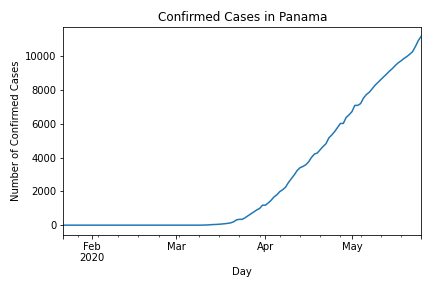 Confirmed Cases in Panama
Number of Confirmed Cases
10000
8000
6000
4000
2000
0
Feb
2020
Mar
Apr
May
Day